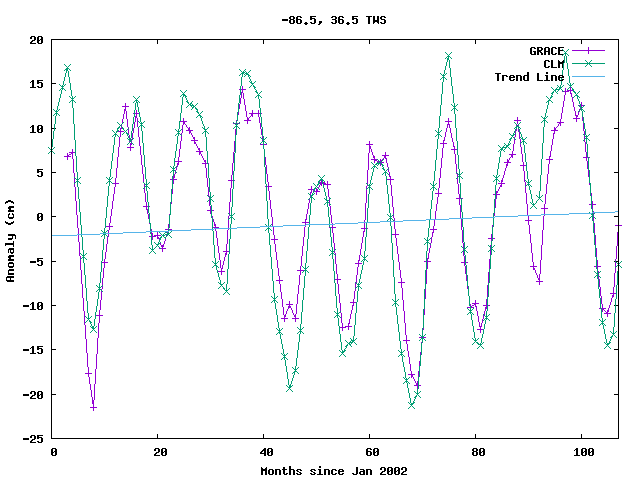 -86.5, 36.5 TWS
GRACE
CLM
Trend Line
20
15
10
5
0
-5
-10
-15
-20
-25
Anomaly (cm)
0 20 40 60 80 100
Months since Jan 2002